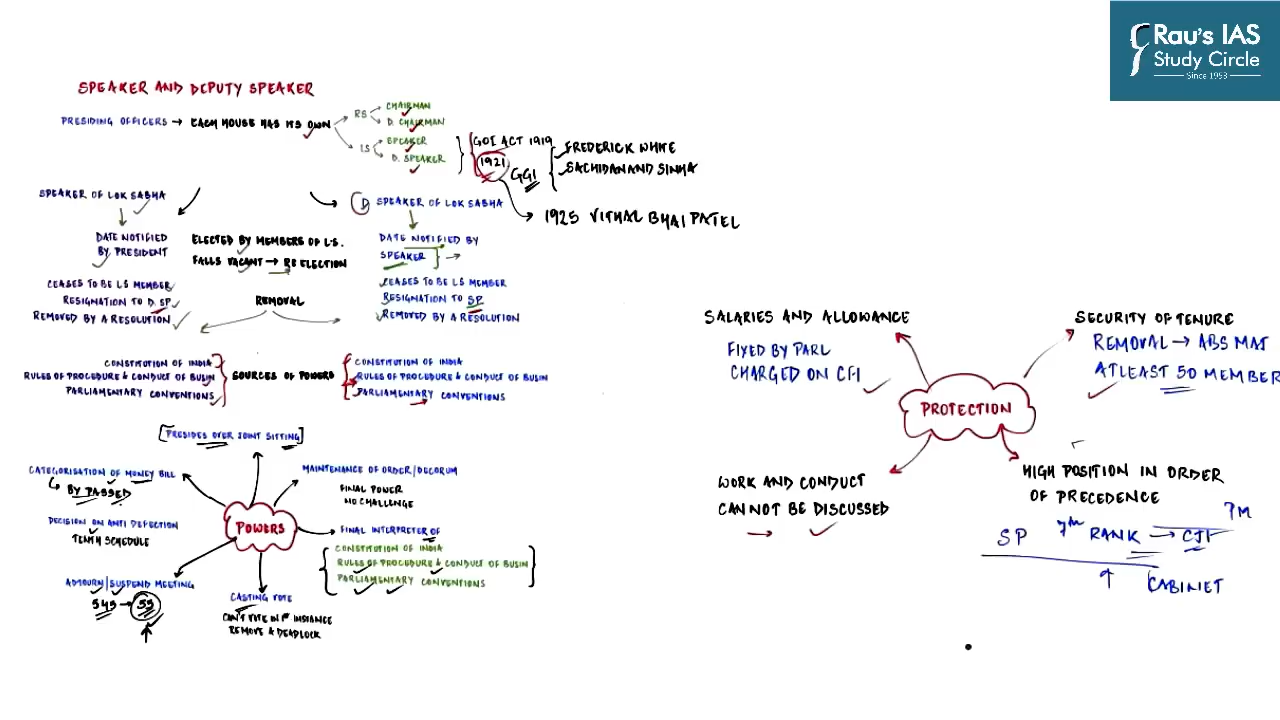 Rau's IAS
Study Circle
Since 1953
SPEAKER AND DEPUTY SPEAKER
PRESIDING OFFICERS → EACH HOUSE HAS ITS OWN
RS
CHAIRMAN
D. CHAIRMAN
LS
SPEAKER
D. SPEAKER
GOI ACT 1919
1921
GGI
FREDERICK WHITE
SACHIDANAND SINHA
1925 VITHAL BHAI PATEL
SPEAKER OF LOK SABHA
DATE NOTIFIED
BY PRESIDENT
ELECTED BY MEMBERS OF LS.
FALLS VACANT → RE ELECTION
D SPEAKER OF LOK SABHA
DATE NOTIFIED BY
SPEAKER
CEASES TO BE LS MEMBER
RESIGNATION TO D. SP
REMOVED BY A RESOLUTION
REMOVAL
CEASES TO BE LS MEMBER
RESIGNATION TO SP
REMOVED BY A RESOLUTION
CONSTITUTION OF INDIA
RULES OF PROCEDURE & CONDUCT OF BUSIN
PARLIAMENTARY CONVENTIONS
SOURCES OF POWERS
CONSTITUTION OF INDIA
RULES OF PROCEDURE & CONDUCT OF BUSIN
PARLIAMENTARY CONVENTIONS
PRESIDES OVER JOINT SITTING
CATEGORISATION OF MONEY BILL
BY PASSED
DECISION ON ANTI DEFECTION
TENTH SCHEDULE
ADJOURN/SUSPEND MEETING
545 → 55
POWERS
MAINTENANCE OF ORDER/DECORUM
FINAL POWER
NO CHALLENGE
FINAL INTERPRETER OF
CONSTITUTION OF INDIA
RULES OF PROCEDURE & CONDUCT OF BUSIN
PARLIAMENTARY CONVENTIONS
CASTING VOTE
CAN'T VOTE IN 1st INSTANCE
REMOVE A DEADLOCK
SALARIES AND ALLOWANCE
FIXED BY PARL
CHARGED ON CFI
SECURITY OF TENURE
REMOVAL → ABS MAJ
ATLEAST 50 MEMBER
PROTECTION
WORK AND CONDUCT
CANNOT BE DISCUSSED
HIGH POSITION IN ORDER
OF PRECEDENCE
PM
SP 7th RANK → CJI
CABINET